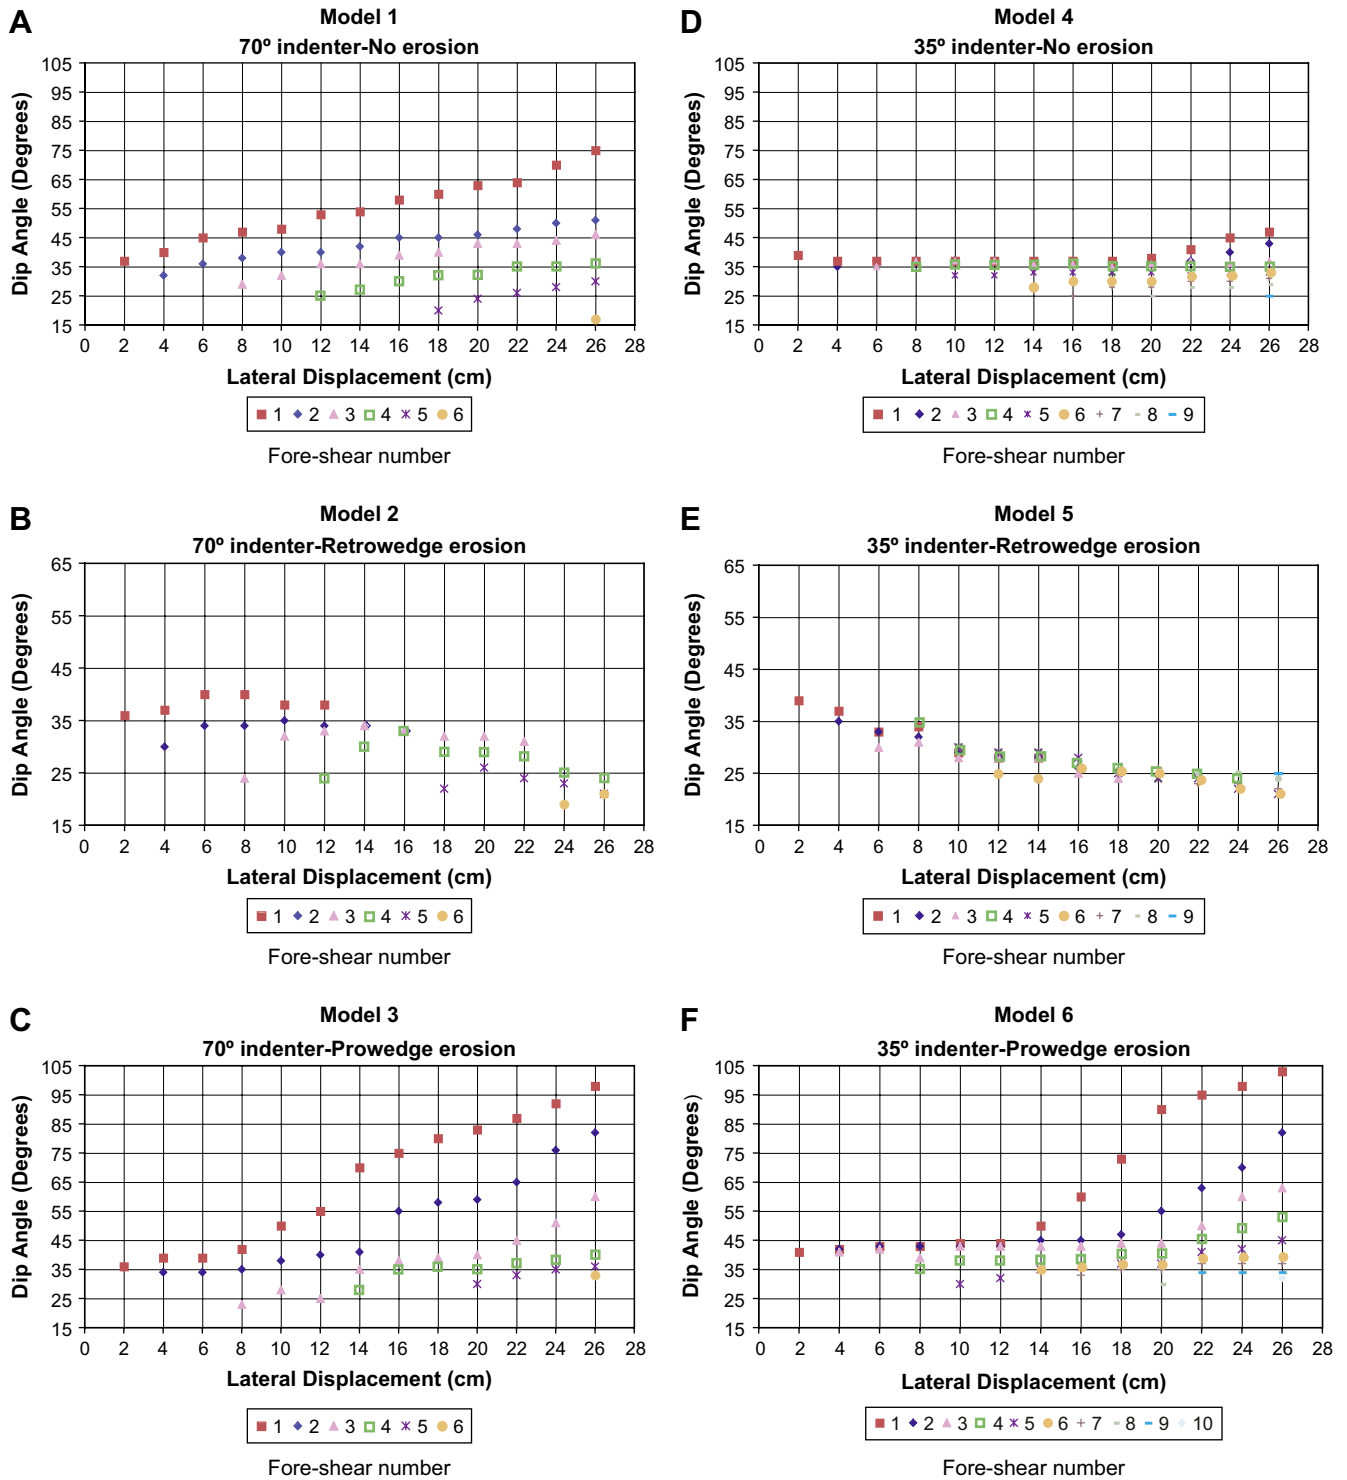 A
Model 1
70º indenter-No erosion
105
95
85
75
65
55
45
35
25
15
Dip Angle (Degrees)
0 2 4 6 8 10 12 14 16 18 20 22 24 26 28
Lateral Displacement (cm)
1 2 3 4 5 6
Fore-shear number
D
Model 4
35º indenter-No erosion
105
95
85
75
65
55
45
35
25
15
Dip Angle (Degrees)
0 2 4 6 8 10 12 14 16 18 20 22 24 26 28
Lateral Displacement (cm)
1 2 3 4 5 6 7 8 9
Fore-shear number
B
Model 2
70º indenter-Retrowedge erosion
65
55
45
35
25
15
Dip Angle (Degrees)
0 2 4 6 8 10 12 14 16 18 20 22 24 26 28
Lateral Displacement (cm)
1 2 3 4 5 6
Fore-shear number
E
Model 5
35º indenter-Retrowedge erosion
65
55
45
35
25
15
Dip Angle (Degrees)
0 2 4 6 8 10 12 14 16 18 20 22 24 26 28
Lateral Displacement (cm)
1 2 3 4 5 6 7 8 9
Fore-shear number
C
Model 3
70º indenter-Prowedge erosion
105
95
85
75
65
55
45
35
25
15
Dip Angle (Degrees)
0 2 4 6 8 10 12 14 16 18 20 22 24 26 28
Lateral Displacement (cm)
1 2 3 4 5 6
Fore-shear number
F
Model 6
35º indenter-Prowedge erosion
105
95
85
75
65
55
45
35
25
15
Dip Angle (Degrees)
0 2 4 6 8 10 12 14 16 18 20 22 24 26 28
Lateral Displacement (cm)
1 2 3 4 5 6 7 8 9 10
Fore-shear number